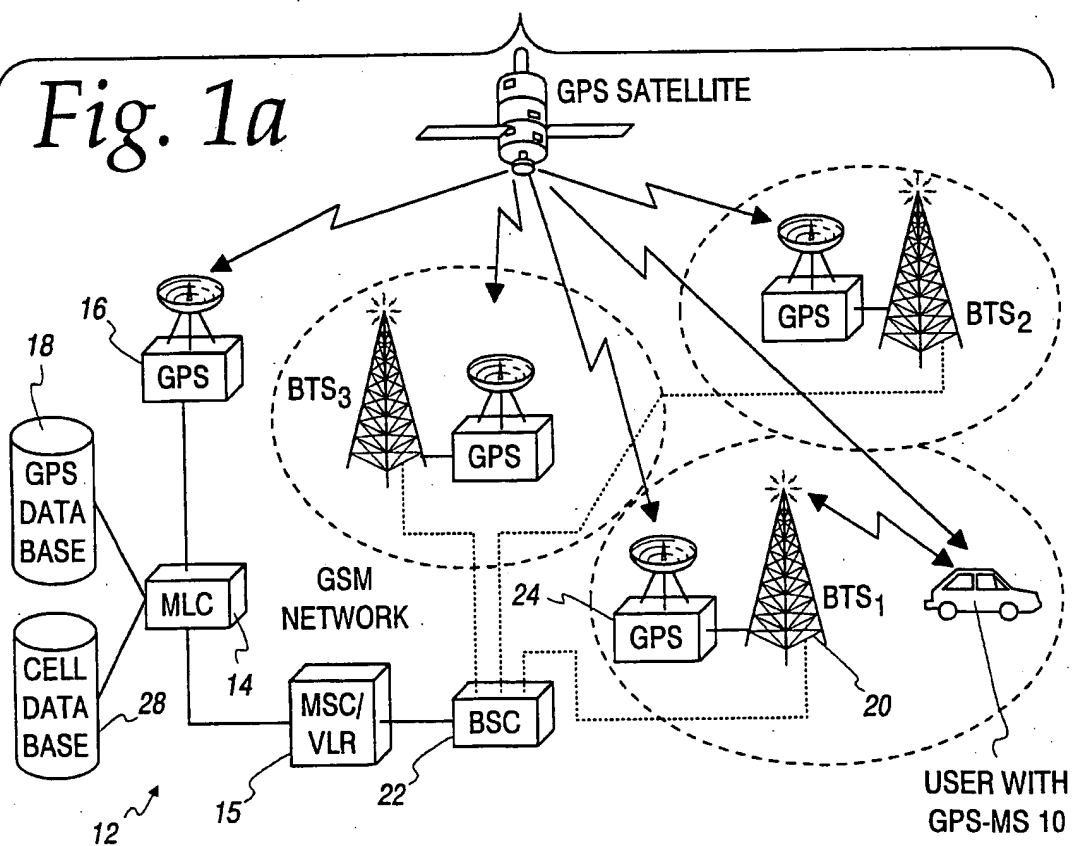 Fig. 1a
GPS SATELLITE
16
GPS
18
GPS
DATA
BASE
BTS3
GPS
GPS
BTS2
MLC
14
GSM
NETWORK
24
GPS
BTS1
20
CELL
DATA
BASE
28
MSC/
VLR
15
BSC
22
12
USER WITH
GPS-MS 10